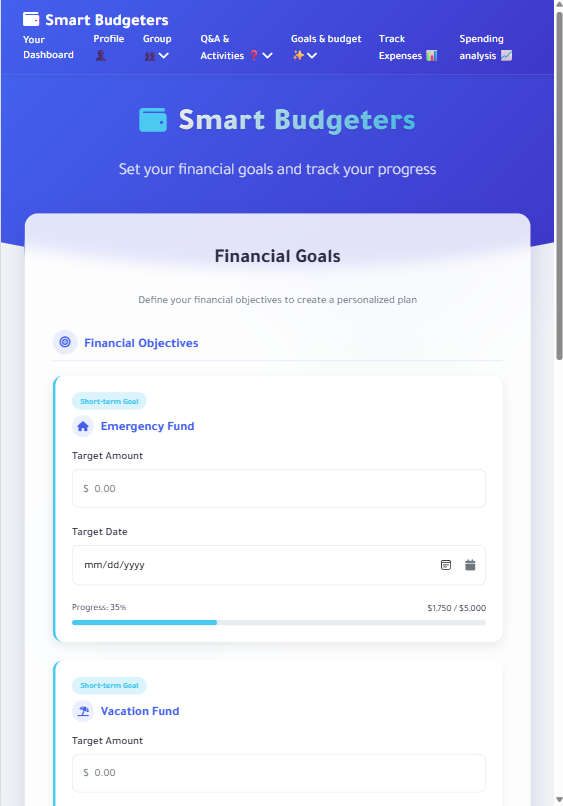 Smart Budgeters
Your Dashboard
Profile 👤
Group 👥
Q&A & Activities ❓
Goals & budget ✨
Track Expenses 📊
Spending analysis 📈
Smart Budgeters
Set your financial goals and track your progress
Financial Goals
Define your financial objectives to create a personalized plan
Financial Objectives
Short-term Goal
Emergency Fund
Target Amount
$ 0.00
Target Date
mm/dd/yyyy
Progress: 35%
$1,750 / $5,000
Short-term Goal
Vacation Fund
Target Amount
$ 0.00